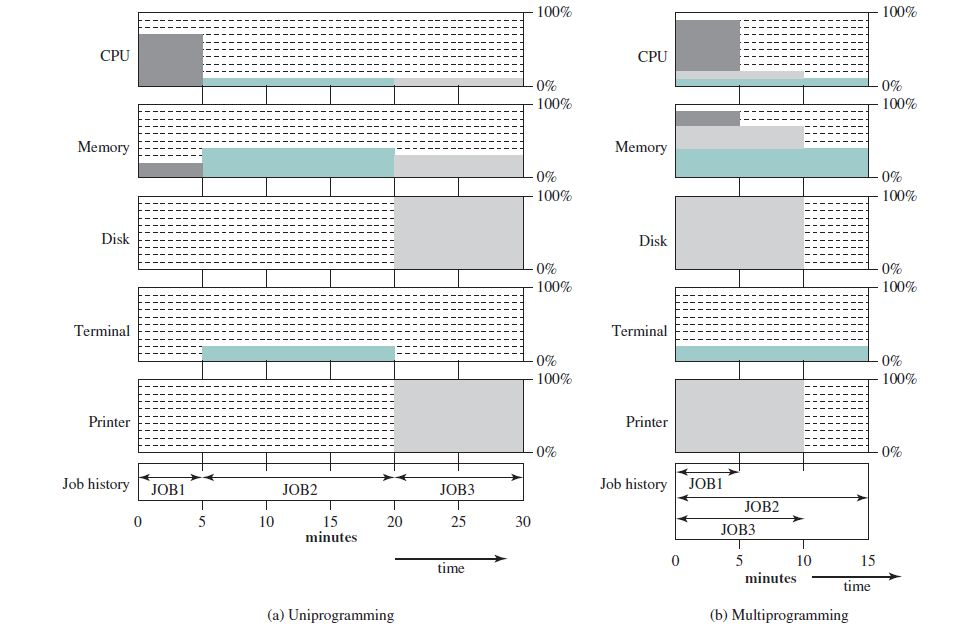 100%
CPU
0%
100%
Memory
0%
100%
Disk
0%
100%
Terminal
0%
100%
Printer
0%
Job history
JOB1 JOB2 JOB3
0 5 10 15 20 25 30
minutes
time
(a) Uniprogramming
100%
CPU
0%
100%
Memory
0%
100%
Disk
0%
100%
Terminal
0%
100%
Printer
0%
Job history
JOB1
JOB2
JOB3
0 5 10 15
minutes
time
(b) Multiprogramming